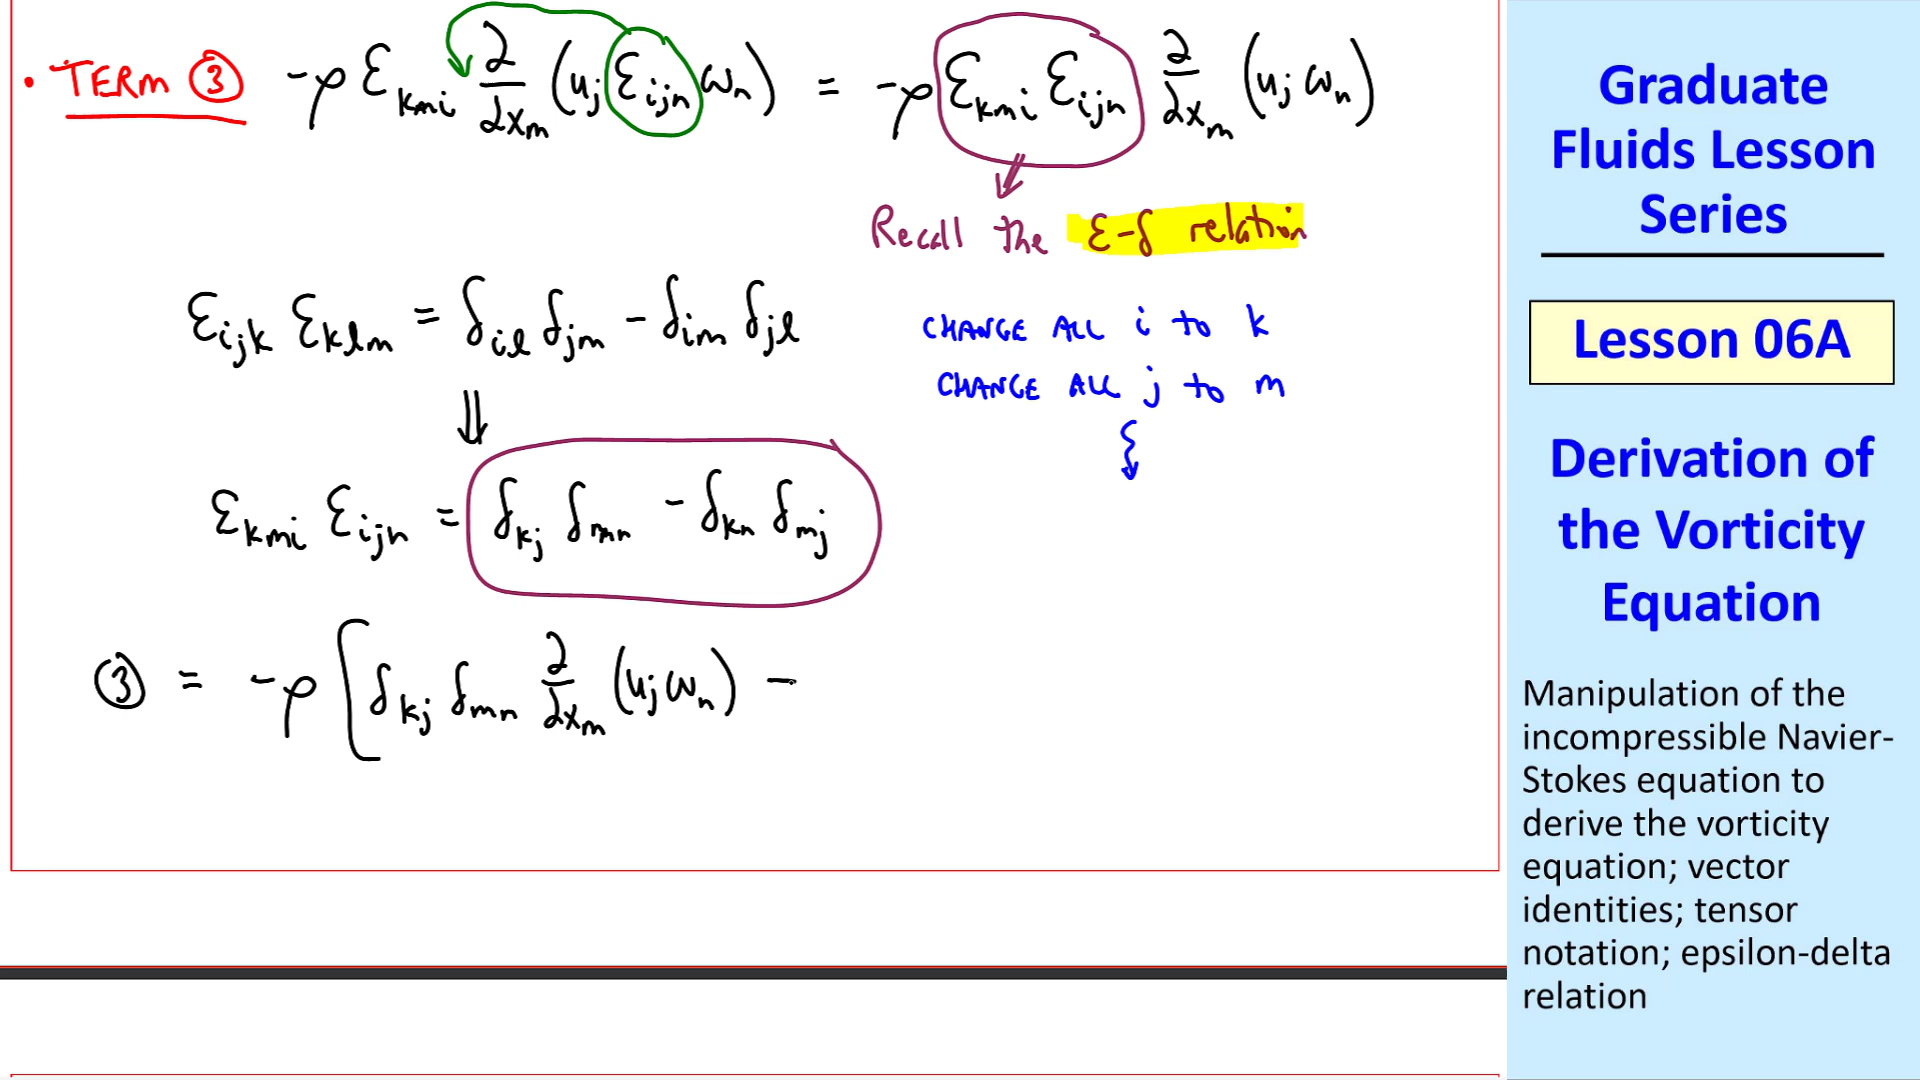 • TERM ③ -ρ ε_kmi ∂/∂x_m (u_j ε_ijn ω_n) = -ρ ε_kmi ε_ijn ∂/∂x_m (u_j ω_n)
Recall the ε-δ relation
ε_ijk ε_klm = δ_il δ_jm - δ_im δ_jl
CHANGE ALL i to k
CHANGE ALL j to m
⇓
ε_kmi ε_ijn = δ_kj δ_mn - δ_kn δ_mj
③ = -ρ [ δ_kj δ_mn ∂/∂x_m (u_j ω_n) -
Graduate
Fluids Lesson
Series
Lesson 06A
Derivation of
the Vorticity
Equation
Manipulation of the
incompressible Navier-
Stokes equation to
derive the vorticity
equation; vector
identities; tensor
notation; epsilon-delta
relation